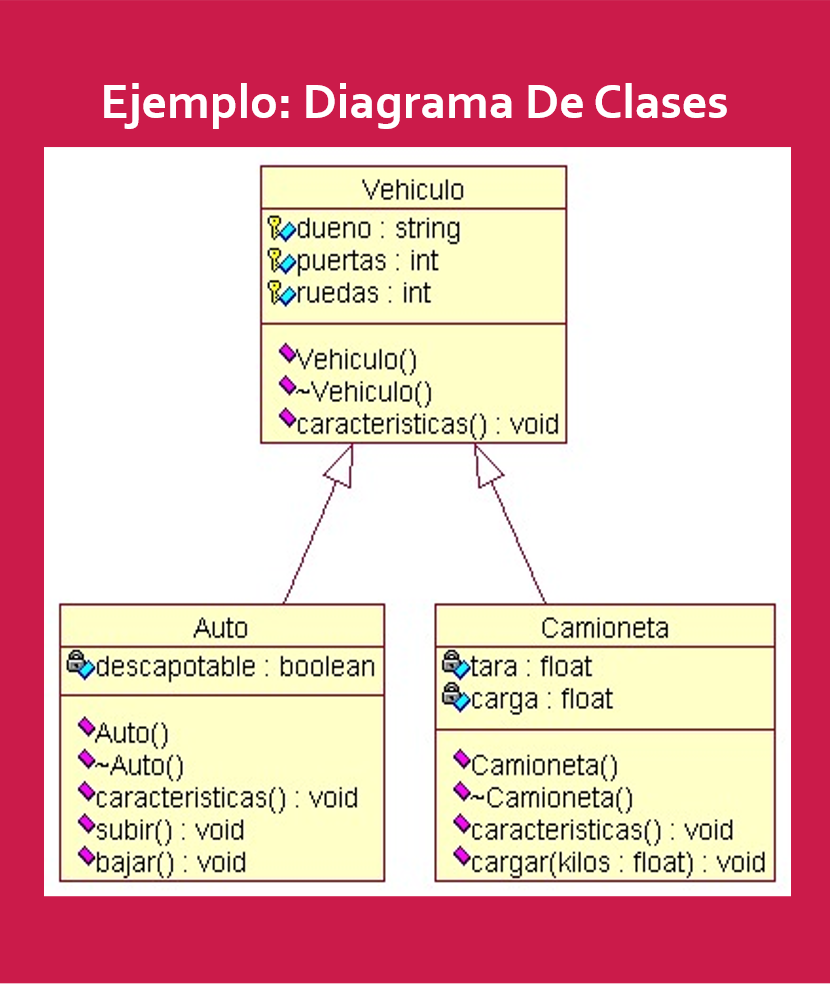 Ejemplo: Diagrama De Clases
Vehiculo
dueno : string
puertas : int
ruedas : int
Vehiculo()
~Vehiculo()
caracteristicas() : void
Auto
descapotable : boolean
Auto()
~Auto()
caracteristicas() : void
subir() : void
bajar() : void
Camioneta
tara : float
carga : float
Camioneta()
~Camioneta()
caracteristicas() : void
cargar(kilos : float) : void